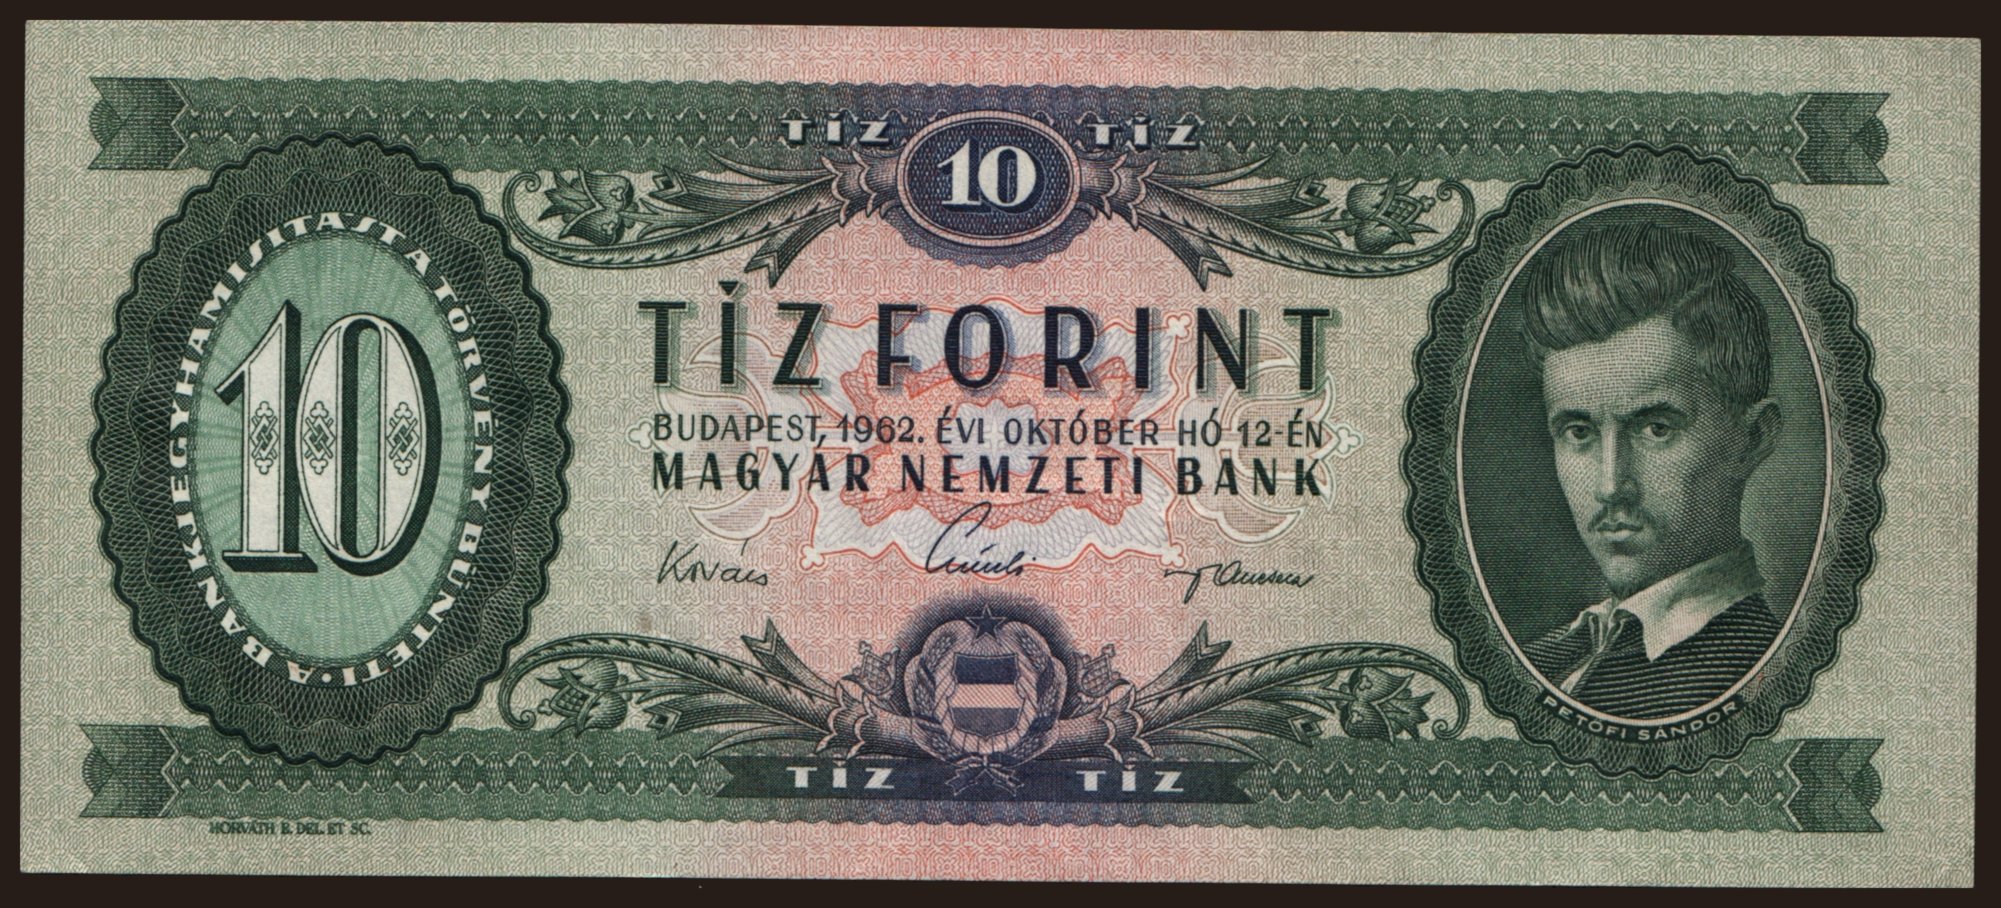 TÍZ 10 TÍZ
A BANKJEGYHAMISÍTÁST A TÖRVÉNY BÜNTETI •
10
TÍZ FORINT
BUDAPEST, 1962. ÉVI OKTÓBER HÓ 12-ÉN
MAGYAR NEMZETI BANK
Kovács
PETŐFI SÁNDOR
TÍZ TÍZ
HORVÁTH E. DEL. ET SC.